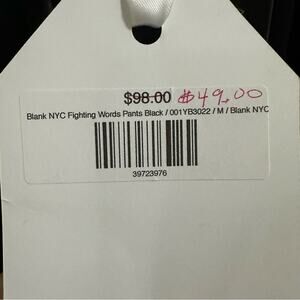 $98.00 $49.00
Blank NYC Fighting Words Pants Black / 001YB3022 / M / Blank NYC
39723976